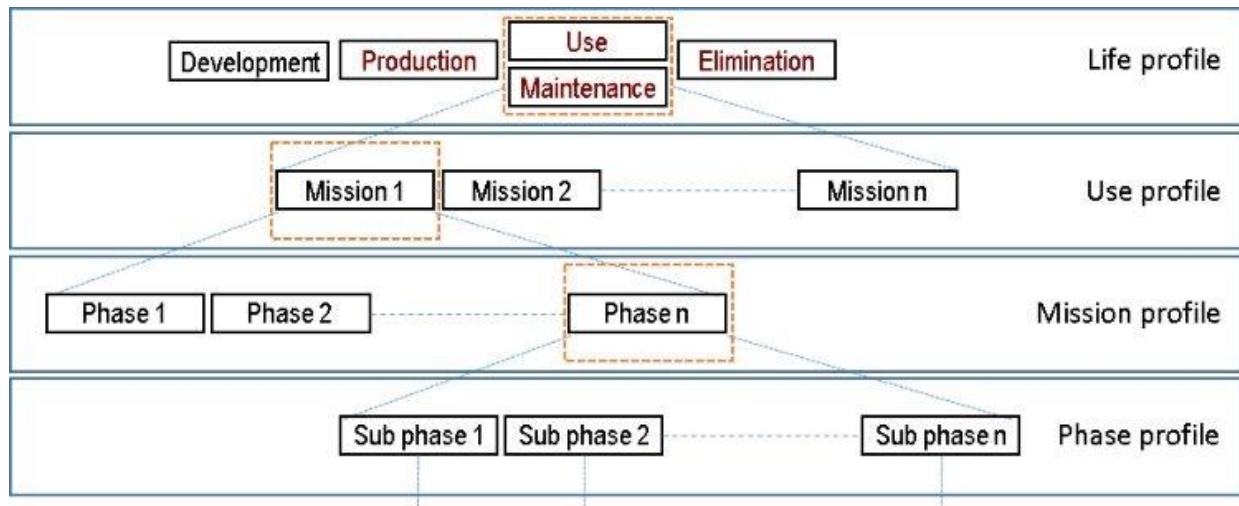 Development
Production
Use
Maintenance
Elimination
Life profile
Mission 1
Mission 2
Mission n
Use profile
Phase 1
Phase 2
Phase n
Mission profile
Sub phase 1
Sub phase 2
Sub phase n
Phase profile